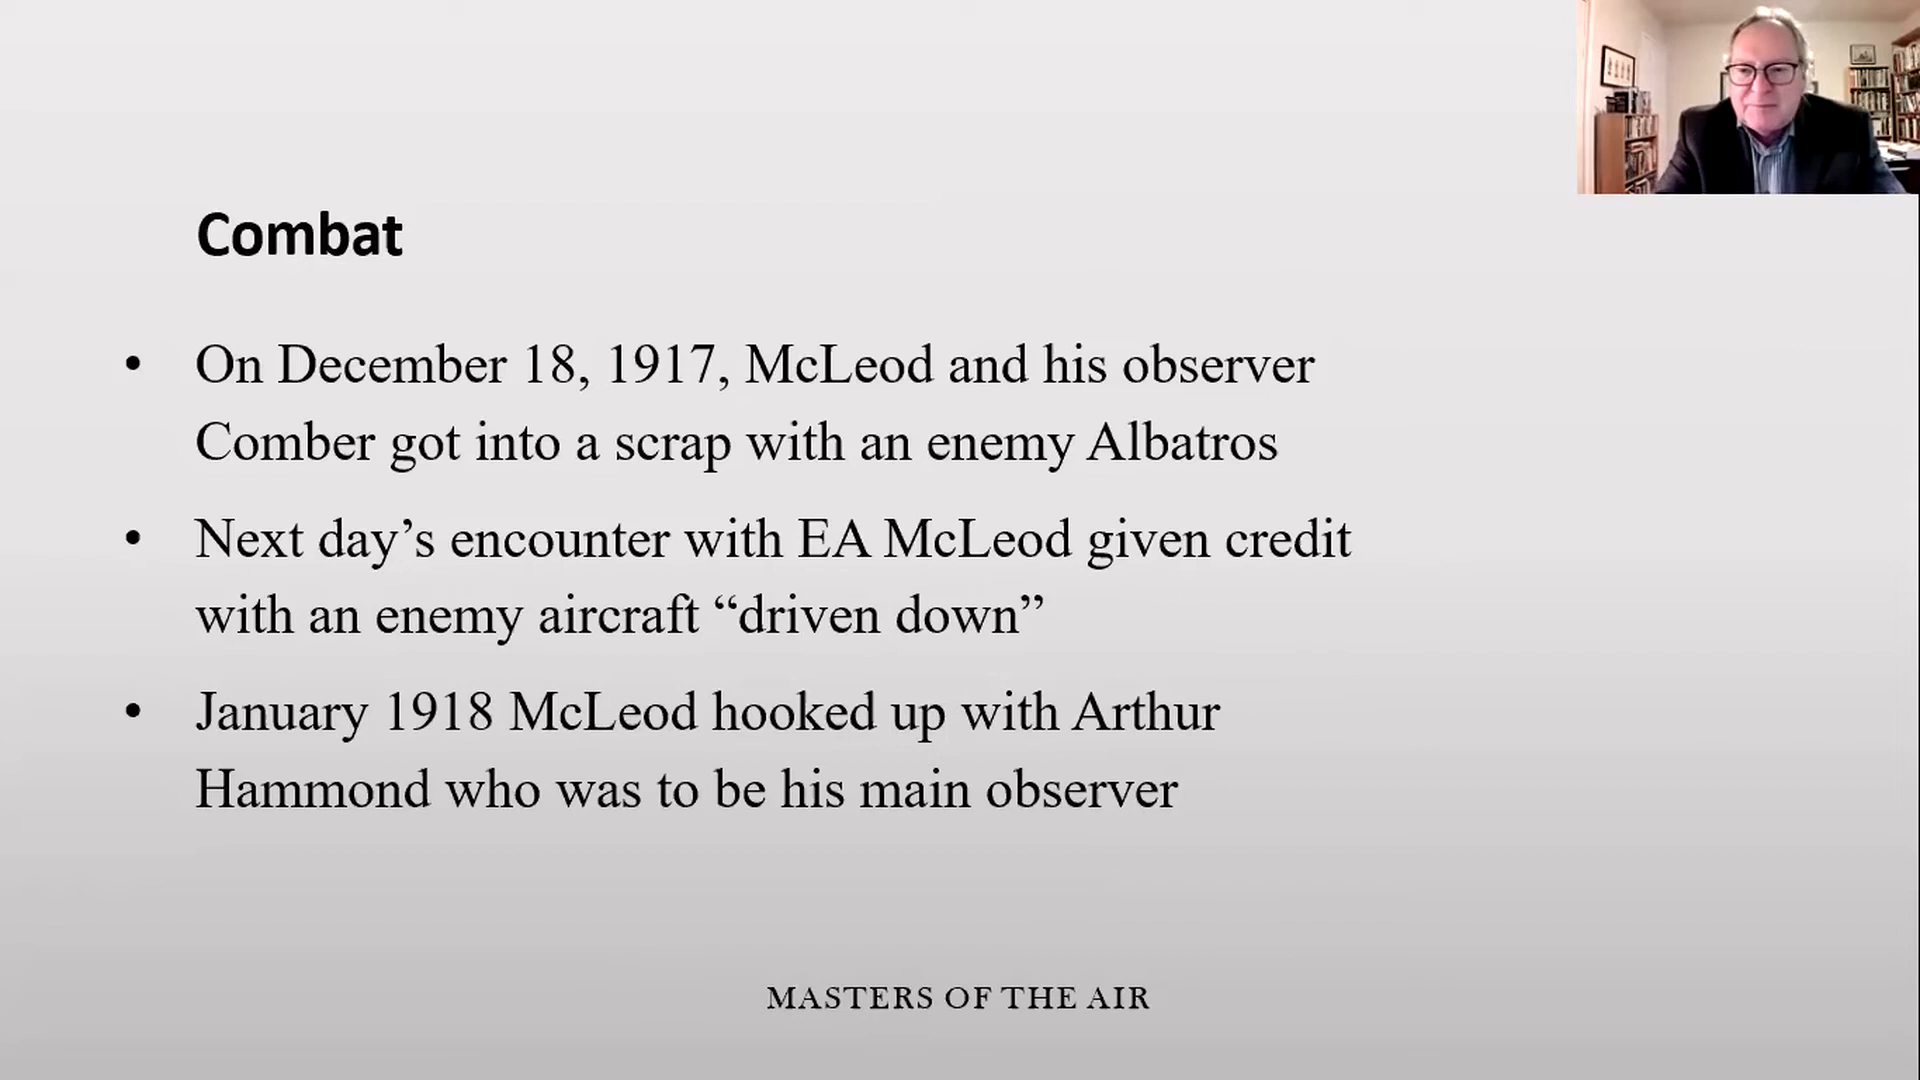 Combat
• On December 18, 1917, McLeod and his observer
Comber got into a scrap with an enemy Albatros
• Next day’s encounter with EA McLeod given credit
with an enemy aircraft “driven down”
• January 1918 McLeod hooked up with Arthur
Hammond who was to be his main observer
MASTERS OF THE AIR